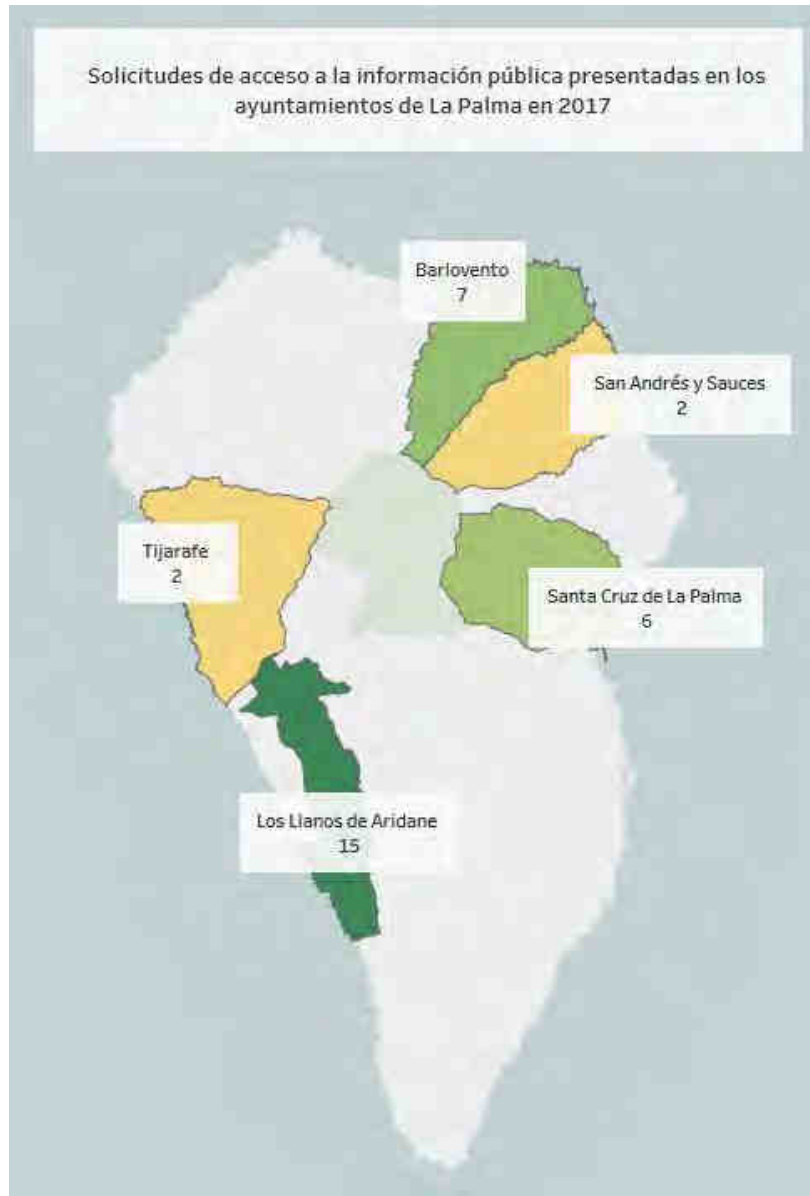 Solicitudes de acceso a la información pública presentadas en los
ayuntamientos de La Palma en 2017
Barlovento
7
San Andrés y Sauces
2
Tijarafe
2
Santa Cruz de La Palma
6
Los Llanos de Aridane
15